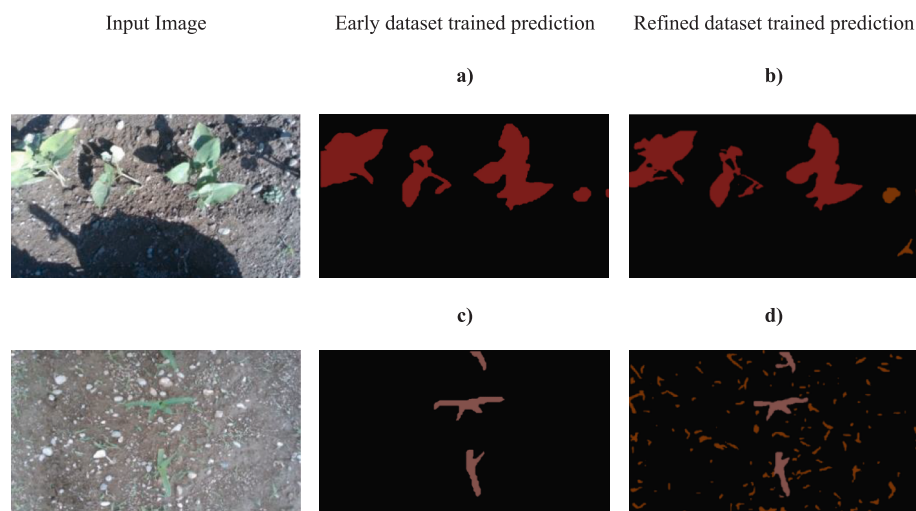 Input Image
Early dataset trained prediction
Refined dataset trained prediction
a)
b)
c)
d)